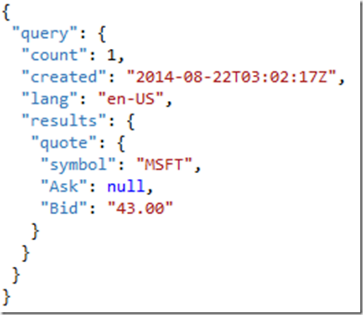 {
"query": {
"count": 1,
"created": "2014-08-22T03:02:17Z",
"lang": "en-US",
"results": {
"quote": {
"symbol": "MSFT",
"Ask": null,
"Bid": "43.00"
}
}
}
}